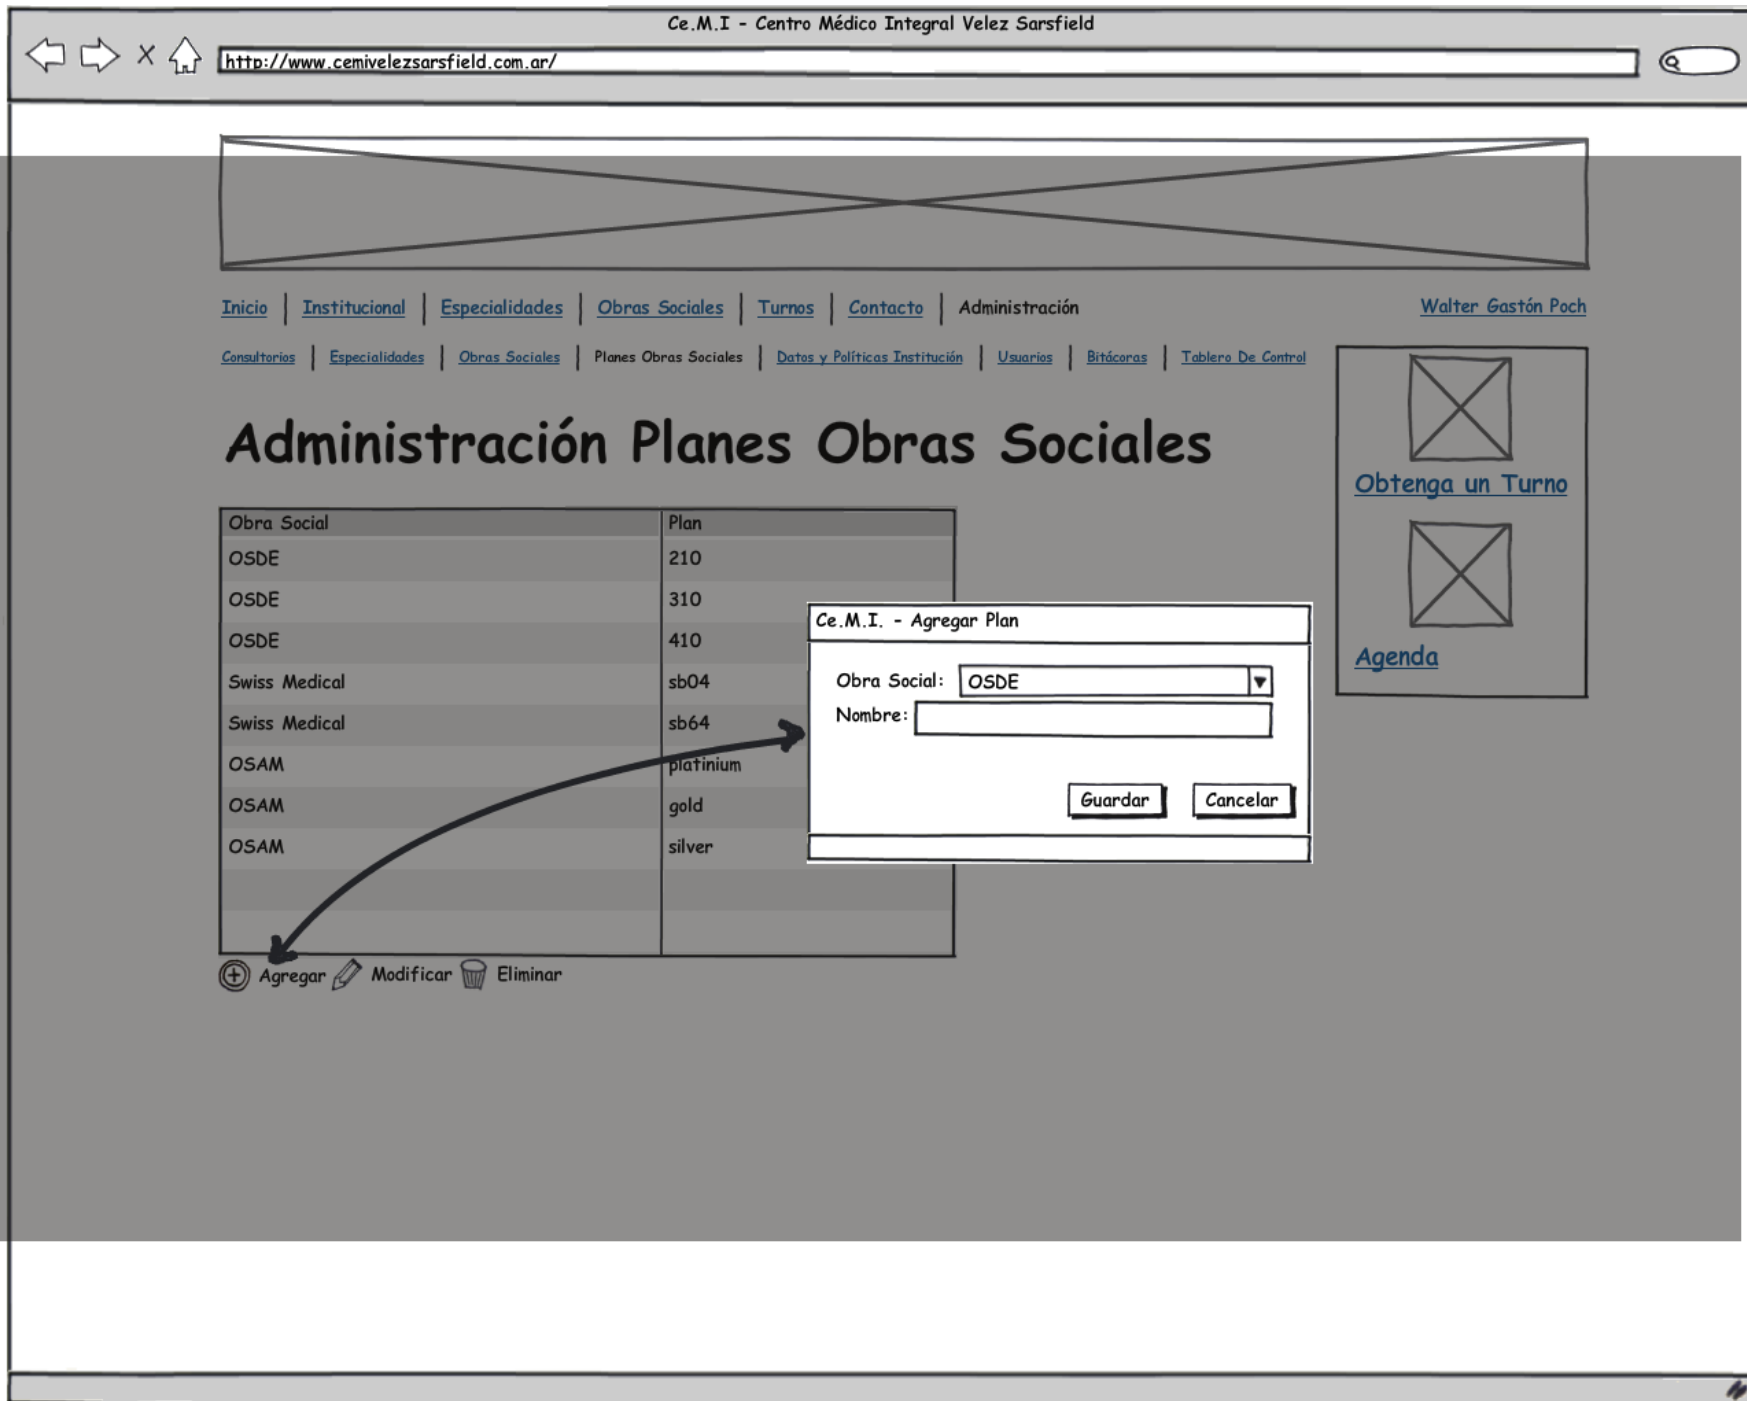 Ce.M.I - Centro Médico Integral Velez Sarsfield
X
http://www.cemivelezsarsfield.com.ar/
Inicio | Institucional | Especialidades | Obras Sociales | Turnos | Contacto | Administración
Walter Gastón Poch
Consultorios | Especialidades | Obras Sociales | Planes Obras Sociales | Datos y Políticas Institución | Usuarios | Bitácoras | Tablero De Control
Administración Planes Obras Sociales
Obtenga un Turno
Agenda
Obra Social Plan
OSDE 210
OSDE 310
OSDE 410
Swiss Medical sb04
Swiss Medical sb64
OSAM platinium
OSAM gold
OSAM silver
Agregar Modificar Eliminar
Ce.M.I. - Agregar Plan
Obra Social: OSDE
Nombre:
Guardar Cancelar